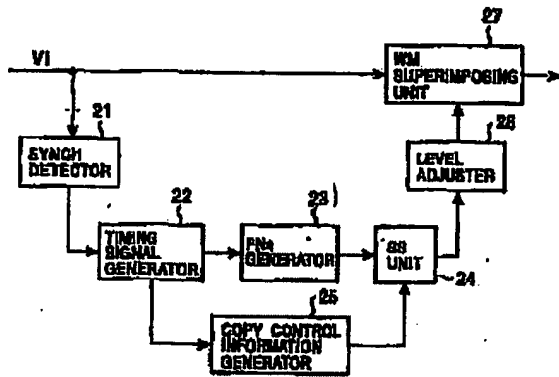 27
Vi
WM
SUPERIMPOSING
UNIT
21
SYNCH
DETECTOR
26
LEVEL
ADJUSTER
22
TIMING
SIGNAL
GENERATOR
23
PNa
GENERATOR
SS
UNIT
24
25
COPY CONTROL
INFORMATION
GENERATOR